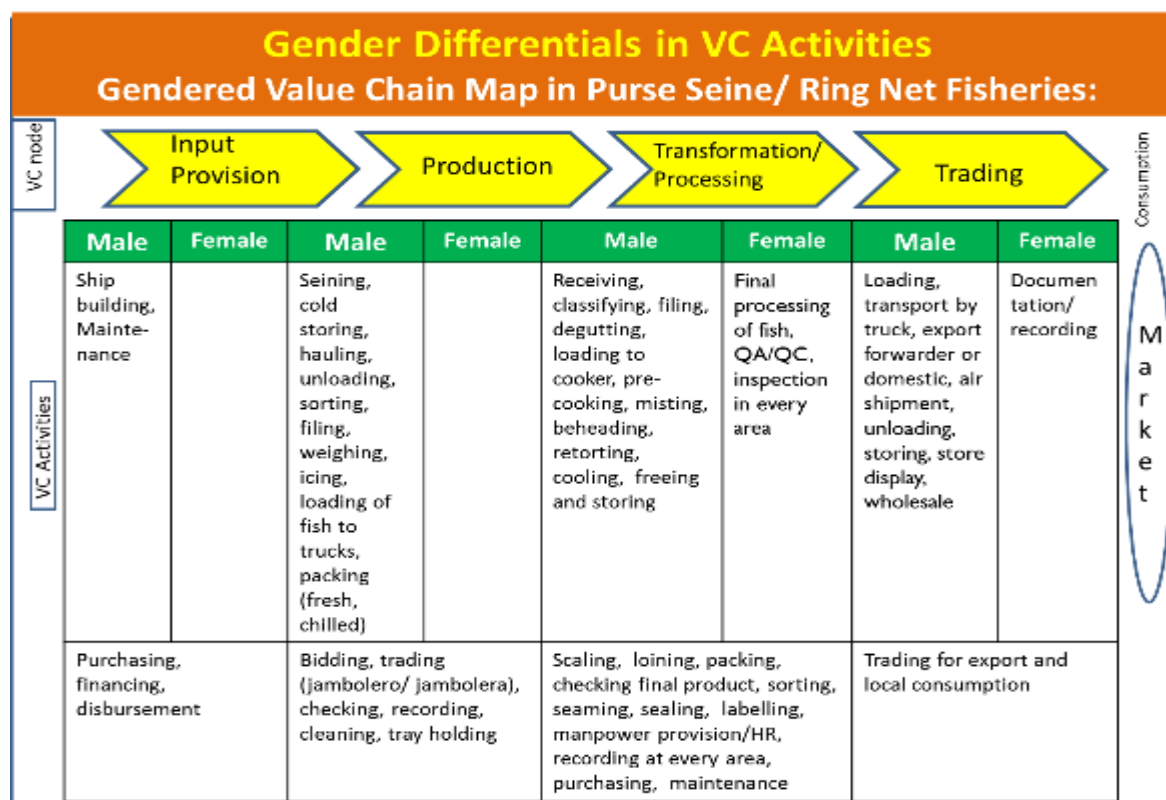 Gender Differentials in VC Activities
Gendered Value Chain Map in Purse Seine/ Ring Net Fisheries:
VC node
Input
Provision
Production
Transformation/
Processing
Trading
Consumption
Male
Female
Male
Female
Male
Female
Male
Female
VC Activities
Ship
building,
Mainte-
nance
Seining,
cold
storing,
hauling,
unloading,
sorting,
filing,
weighing,
icing,
loading of
fish to
trucks,
packing
(fresh,
chilled)
Receiving,
classifying, filing,
degutting,
loading to
cooker, pre-
cooking, misting,
beheading,
retorting,
cooling, freeing
and storing
Final
processing
of fish,
QA/QC,
inspection
in every
area
Loading,
transport by
truck, export
forwarder or
domestic, air
shipment,
unloading,
storing, store
display,
wholesale
Documen
tation/
recording
Market
Purchasing,
financing,
disbursement
Bidding, trading
(jambolero/ jambolera),
checking, recording,
cleaning, tray holding
Scaling, loining, packing,
checking final product, sorting,
seaming, sealing, labelling,
manpower provision/HR,
recording at every area,
purchasing, maintenance
Trading for export and
local consumption